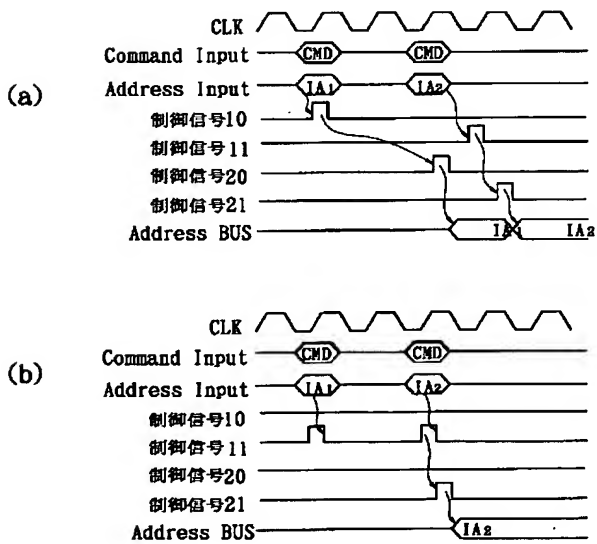 (a)
CLK
Command Input CMD CMD
Address Input IA1 IA2
制御信号10
制御信号11
制御信号20
制御信号21
Address BUS IA1 IA2
(b)
CLK
Command Input CMD CMD
Address Input IA1 IA2
制御信号10
制御信号11
制御信号20
制御信号21
Address BUS IA2